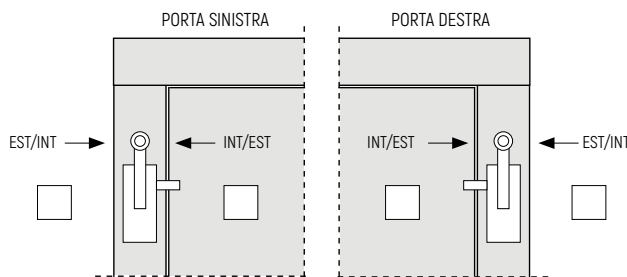 PORTA SINISTRA
PORTA DESTRA
EST/INT
INT/EST
INT/EST
EST/INT